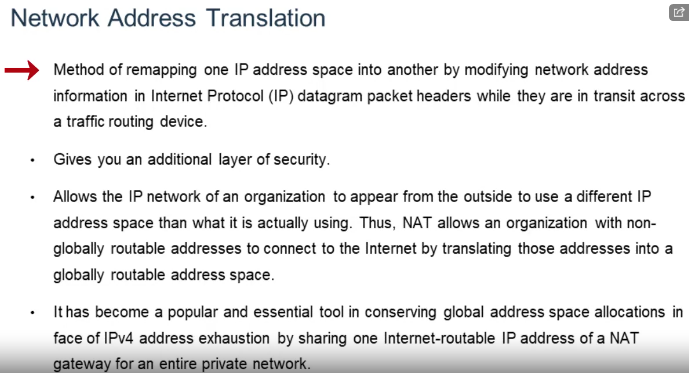 Network Address Translation
Method of remapping one IP address space into another by modifying network address
information in Internet Protocol (IP) datagram packet headers while they are in transit across
a traffic routing device.
• Gives you an additional layer of security.
• Allows the IP network of an organization to appear from the outside to use a different IP
address space than what it is actually using. Thus, NAT allows an organization with non-
globally routable addresses to connect to the Internet by translating those addresses into a
globally routable address space.
• It has become a popular and essential tool in conserving global address space allocations in
face of IPv4 address exhaustion by sharing one Internet-routable IP address of a NAT
gateway for an entire private network.